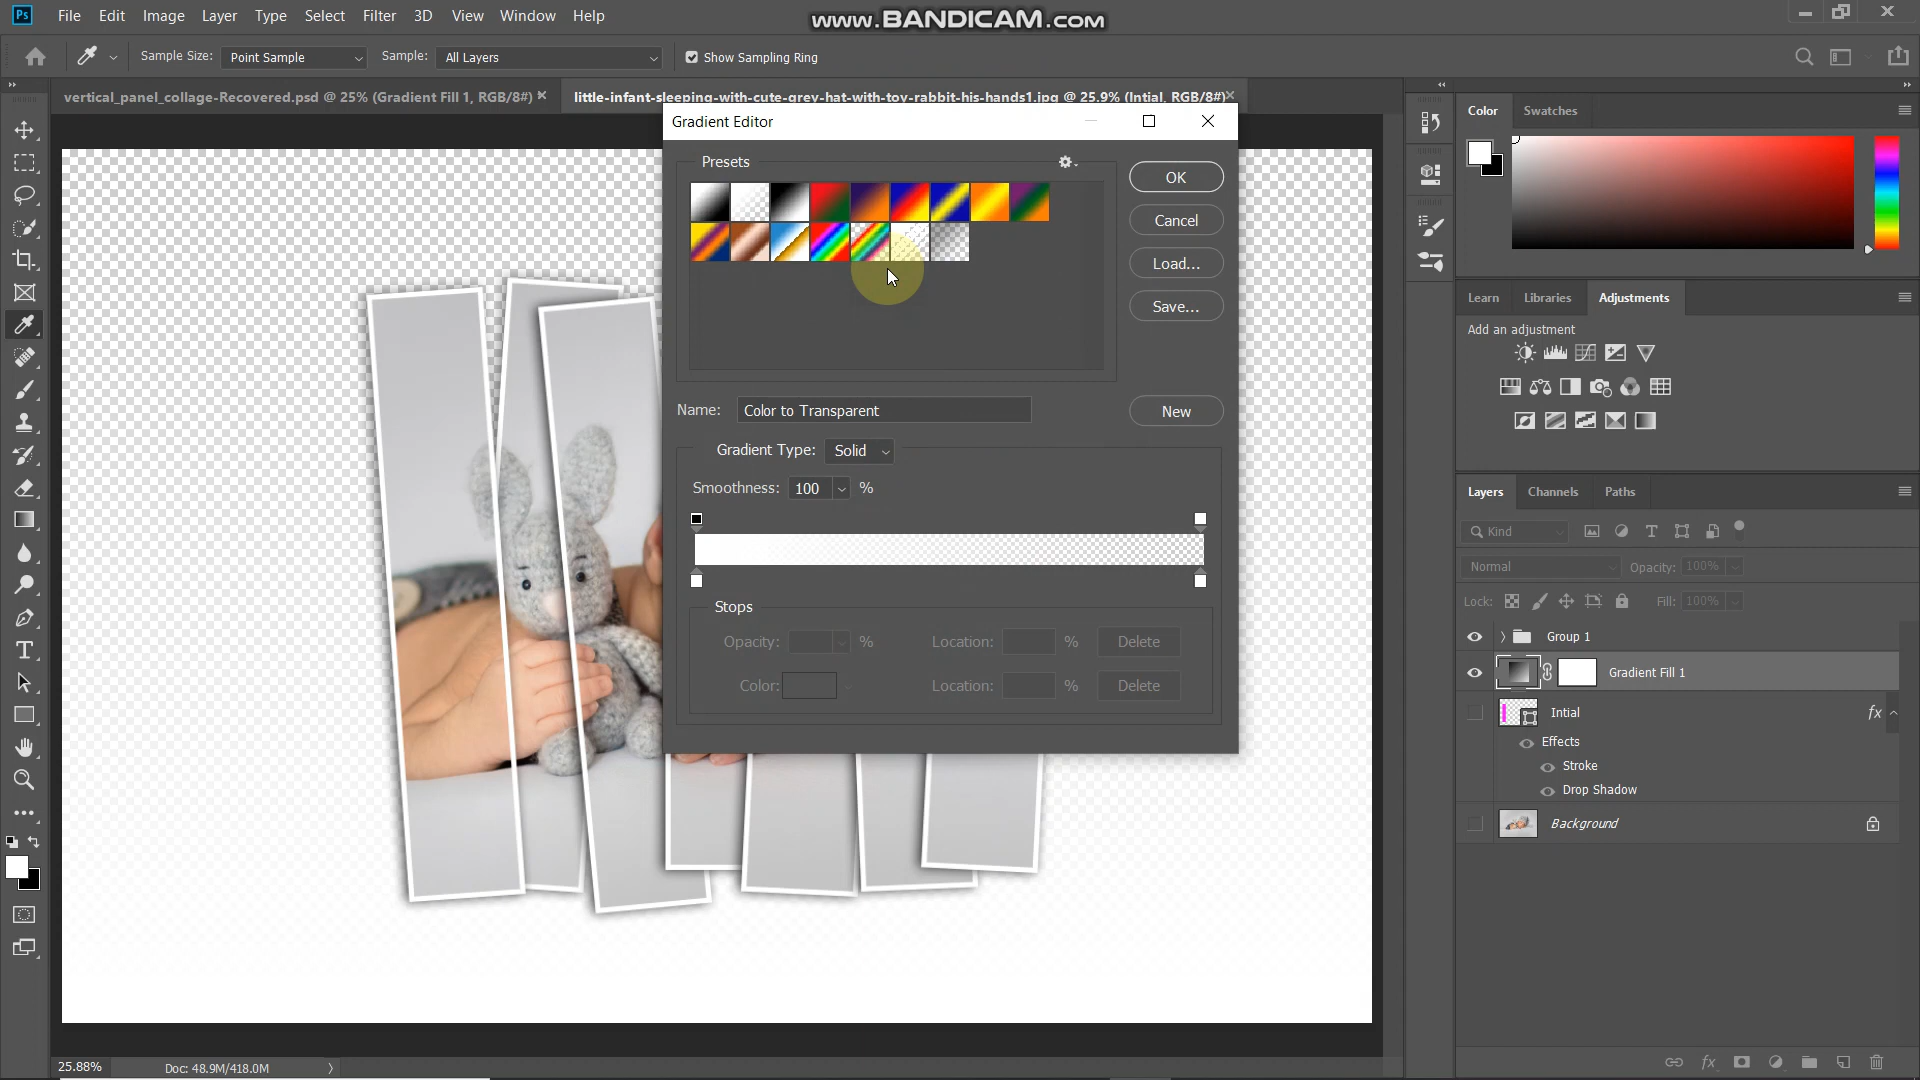 Ps File Edit Image Layer Type Select Filter 3D View Window Help
www.BANDICAM.com
Sample Size: Point Sample Sample: All Layers Show Sampling Ring
vertical_panel_collage-Recovered.psd @ 25% (Gradient Fill 1, RGB/8#)
little-infant-sleeping-with-cute-grey-hat-with-toy-rabbit-his-hands1.jpg @ 25.9% (Intial, RGB/8#)
Gradient Editor
Presets
OK
Cancel
Load...
Save...
Name: Color to Transparent
New
Gradient Type: Solid
Smoothness: 100 %
Stops
Opacity: % Location: % Delete
Color: Location: % Delete
Color Swatches
Learn Libraries Adjustments
Add an adjustment
Layers Channels Paths
Kind
Normal Opacity: 100%
Lock: Fill: 100%
Group 1
Gradient Fill 1
Intial fx
Effects
Stroke
Drop Shadow
Background
fx
25.88% Doc: 48.9M/418.0M